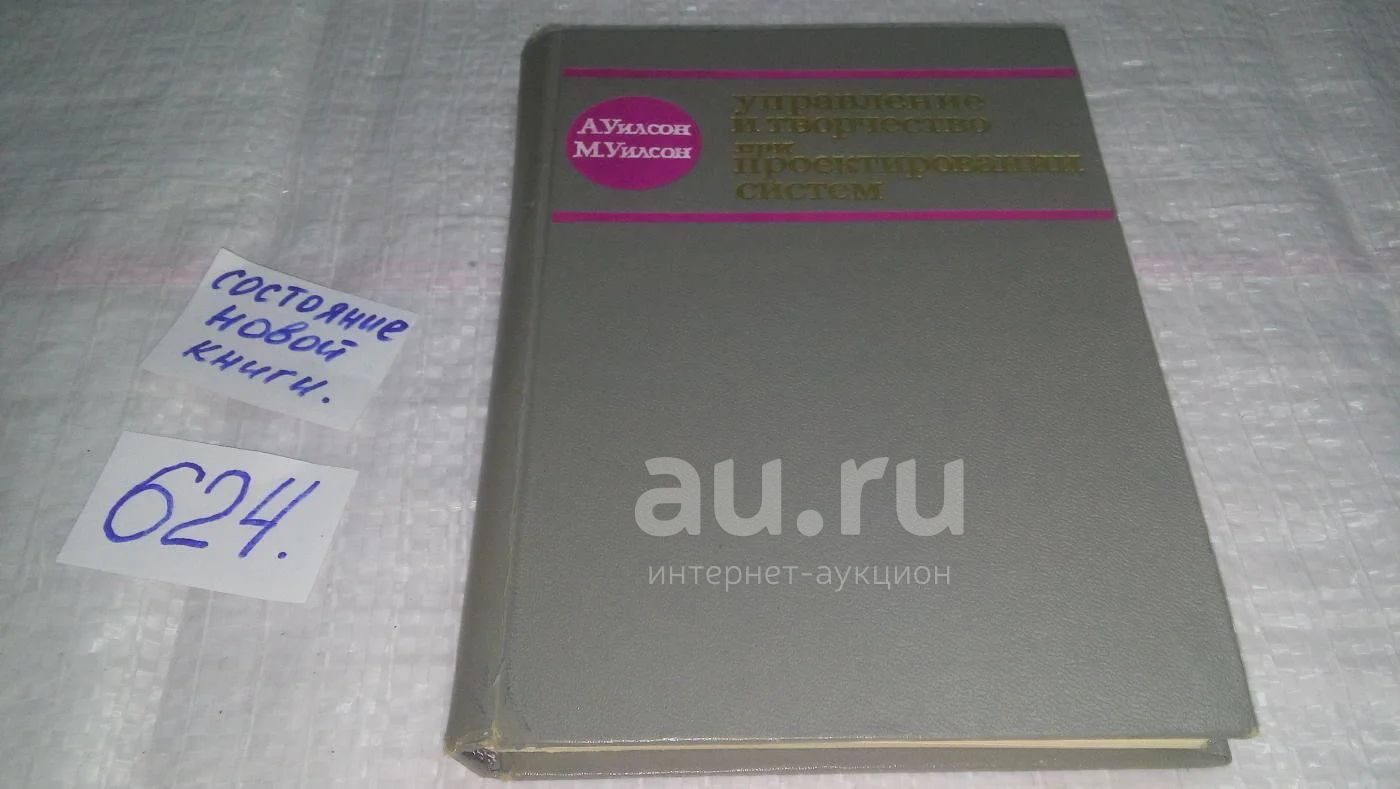 А.Уилсон
М.Уилсон
управление
и творчество
при
проектировании
систем
состояние
новой
книги.
624.
au.ru
интернет-аукцион